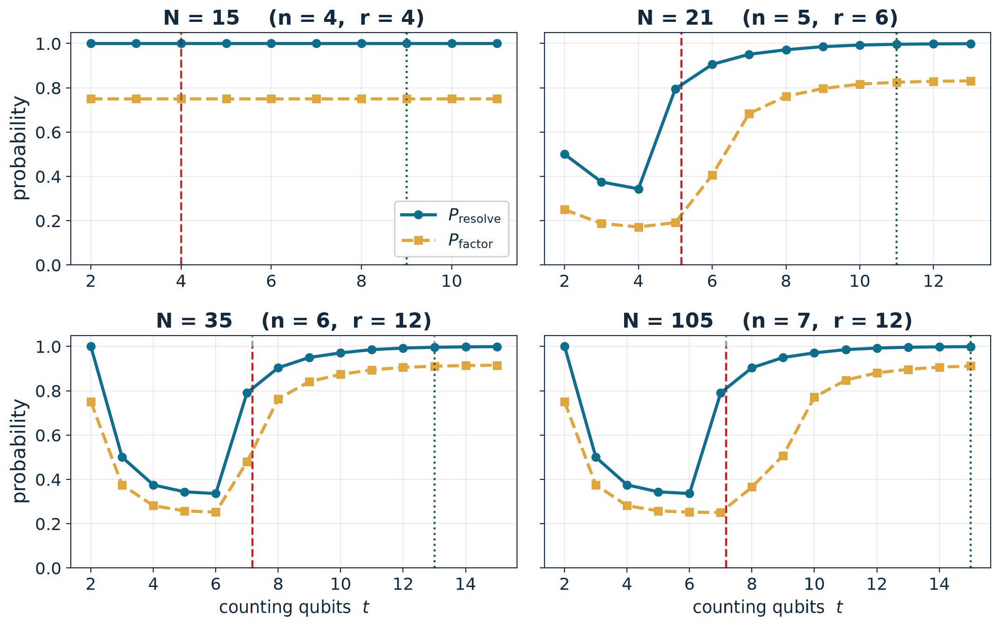 N = 15 (n = 4, r = 4)
N = 21 (n = 5, r = 6)
probability
1.0
0.8
0.6
0.4
0.2
0.0
P_resolve
P_factor
2 4 6 8 10
2 4 6 8 10 12
N = 35 (n = 6, r = 12)
N = 105 (n = 7, r = 12)
probability
1.0
0.8
0.6
0.4
0.2
0.0
2 4 6 8 10 12 14
2 4 6 8 10 12 14
counting qubits t
counting qubits t